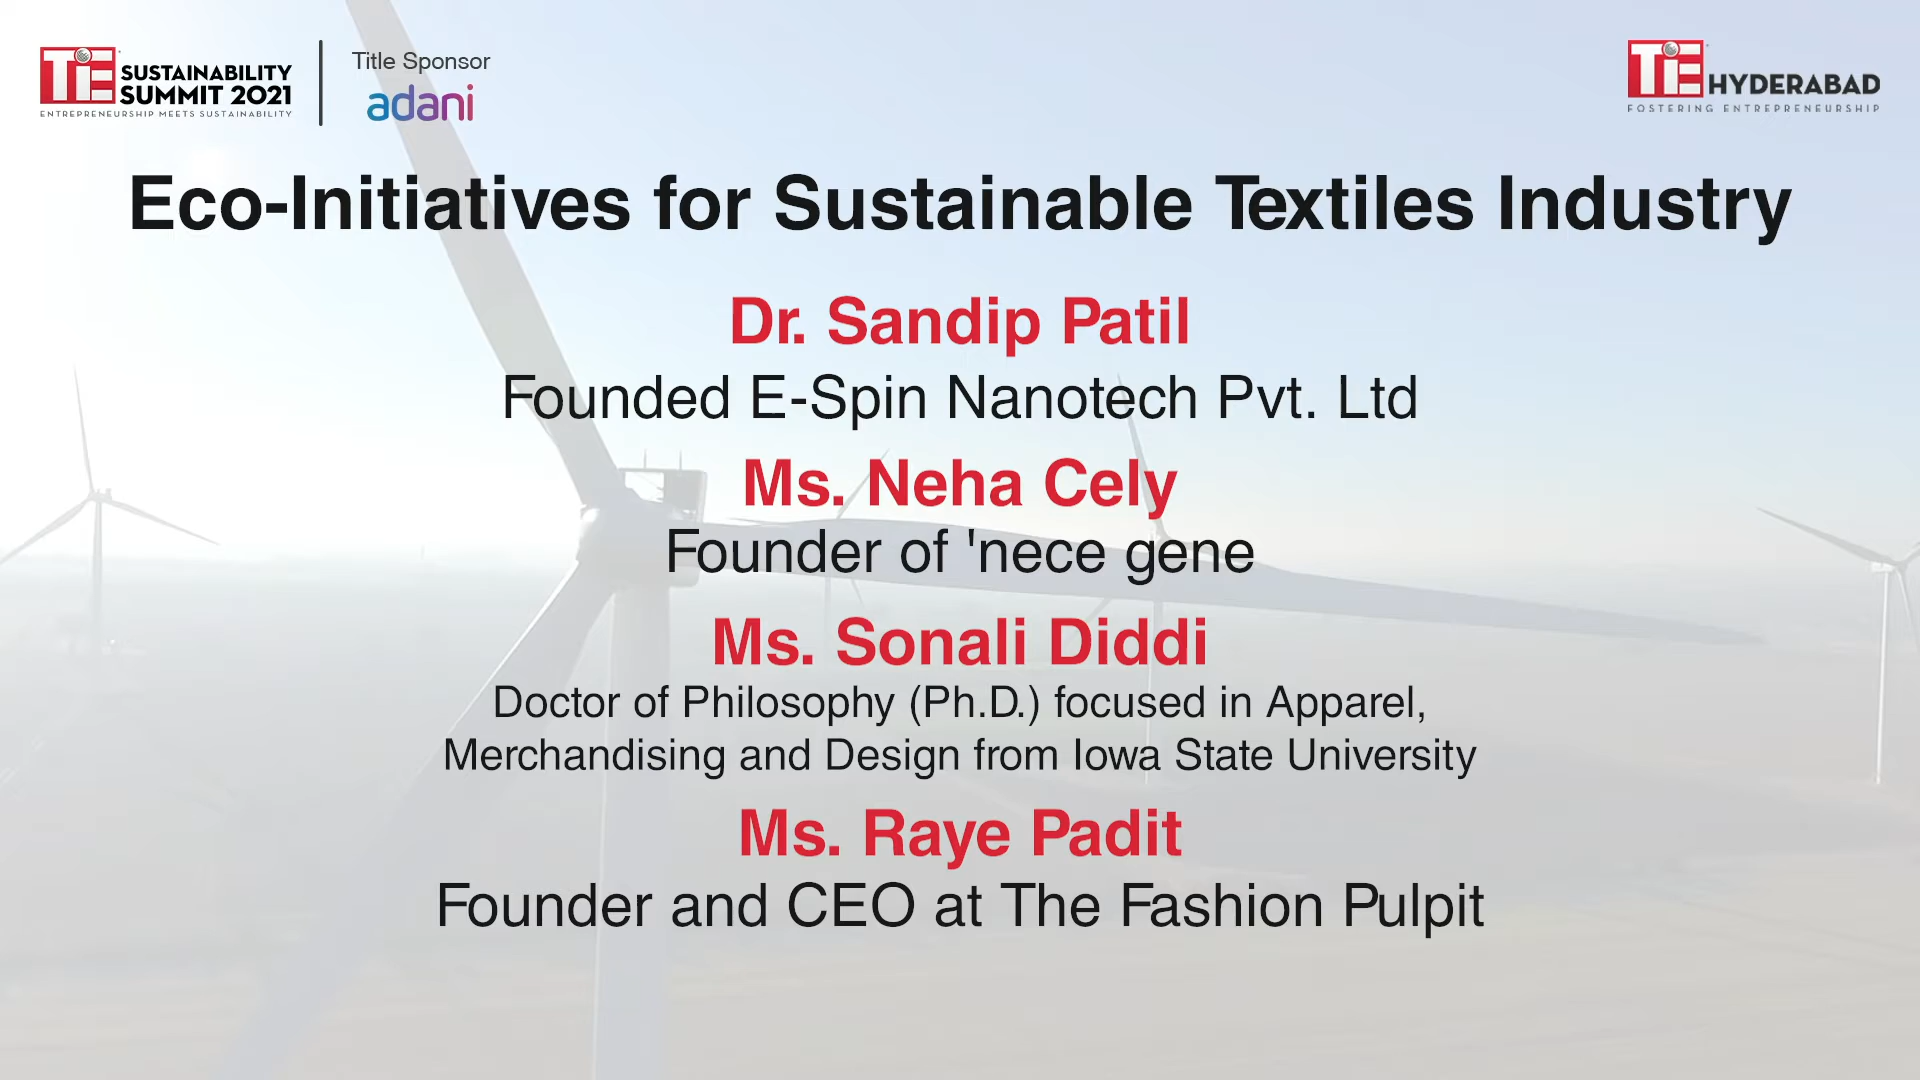 TiE SUSTAINABILITY
SUMMIT 2021
ENTREPRENEURSHIP MEETS SUSTAINABILITY
Title Sponsor
adani
TiE HYDERABAD
FOSTERING ENTREPRENEURSHIP
Eco-Initiatives for Sustainable Textiles Industry
Dr. Sandip Patil
Founded E-Spin Nanotech Pvt. Ltd
Ms. Neha Cely
Founder of 'nece gene
Ms. Sonali Diddi
Doctor of Philosophy (Ph.D.) focused in Apparel,
Merchandising and Design from Iowa State University
Ms. Raye Padit
Founder and CEO at The Fashion Pulpit